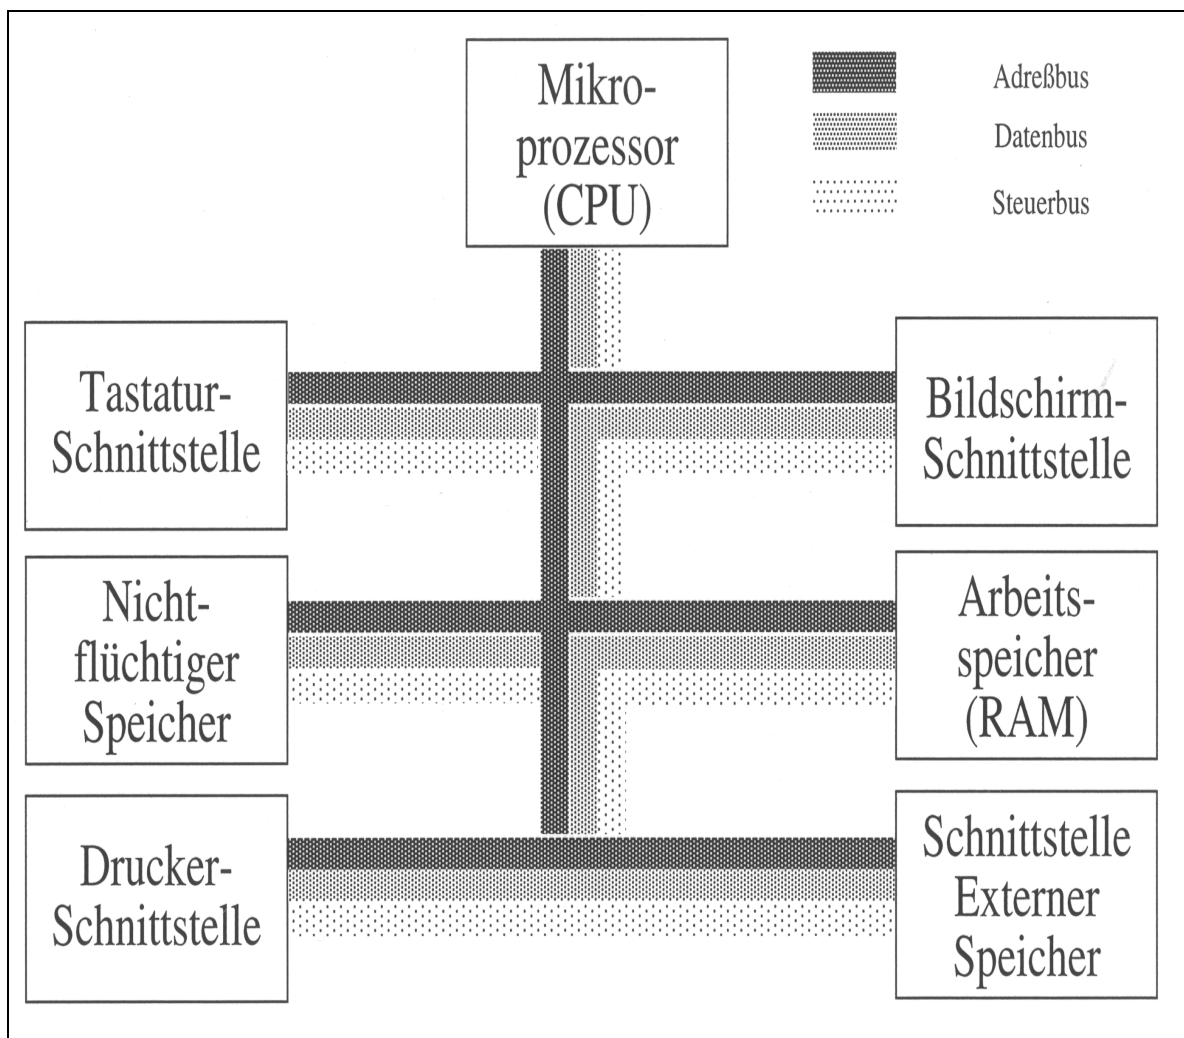 Mikro-
prozessor
(CPU)
Adreßbus
Datenbus
Steuerbus
Tastatur-
Schnittstelle
Bildschirm-
Schnittstelle
Nicht-
flüchtiger
Speicher
Arbeits-
speicher
(RAM)
Drucker-
Schnittstelle
Schnittstelle
Externer
Speicher